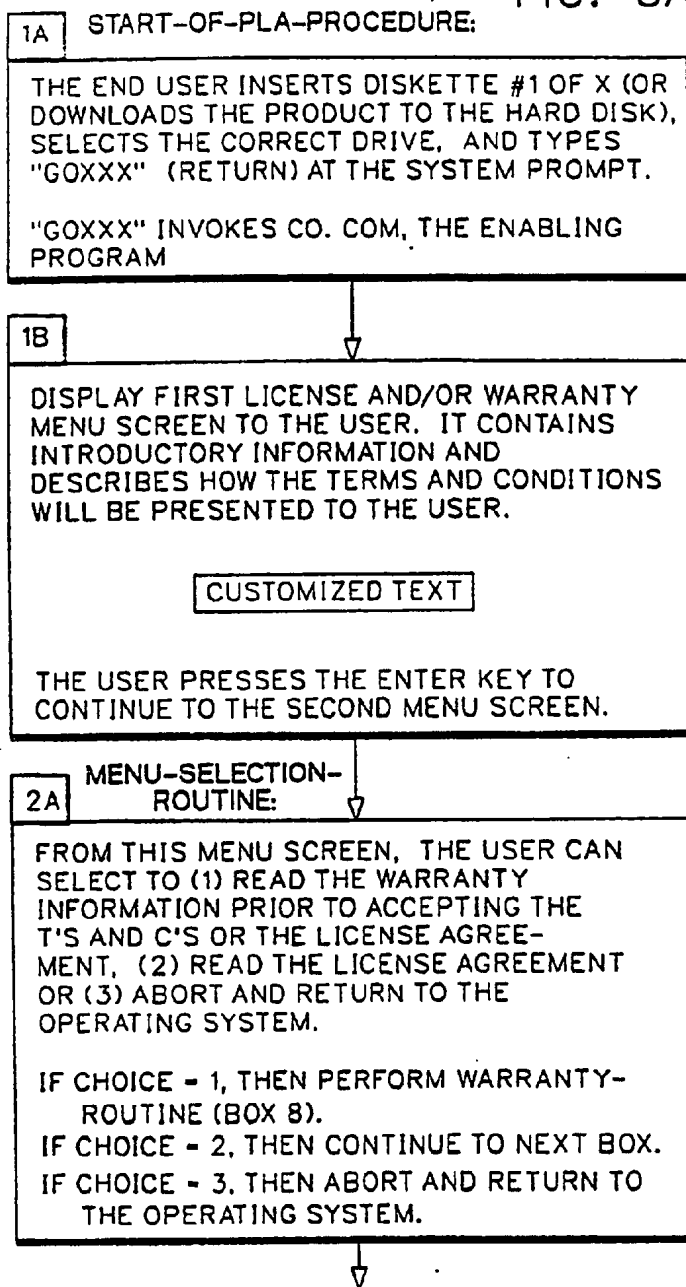 FIG.
1A START-OF-PLA-PROCEDURE:
THE END USER INSERTS DISKETTE #1 OF X (OR
DOWNLOADS THE PRODUCT TO THE HARD DISK),
SELECTS THE CORRECT DRIVE, AND TYPES
"GOXXX" (RETURN) AT THE SYSTEM PROMPT.
"GOXXX" INVOKES CO. COM, THE ENABLING
PROGRAM
1B
DISPLAY FIRST LICENSE AND/OR WARRANTY
MENU SCREEN TO THE USER. IT CONTAINS
INTRODUCTORY INFORMATION AND
DESCRIBES HOW THE TERMS AND CONDITIONS
WILL BE PRESENTED TO THE USER.
CUSTOMIZED TEXT
THE USER PRESSES THE ENTER KEY TO
CONTINUE TO THE SECOND MENU SCREEN.
2A MENU-SELECTION-
ROUTINE:
FROM THIS MENU SCREEN, THE USER CAN
SELECT TO (1) READ THE WARRANTY
INFORMATION PRIOR TO ACCEPTING THE
T'S AND C'S OR THE LICENSE AGREE-
MENT, (2) READ THE LICENSE AGREEMENT
OR (3) ABORT AND RETURN TO THE
OPERATING SYSTEM.
IF CHOICE = 1, THEN PERFORM WARRANTY-
ROUTINE (BOX 8).
IF CHOICE = 2, THEN CONTINUE TO NEXT BOX.
IF CHOICE = 3, THEN ABORT AND RETURN TO
THE OPERATING SYSTEM.